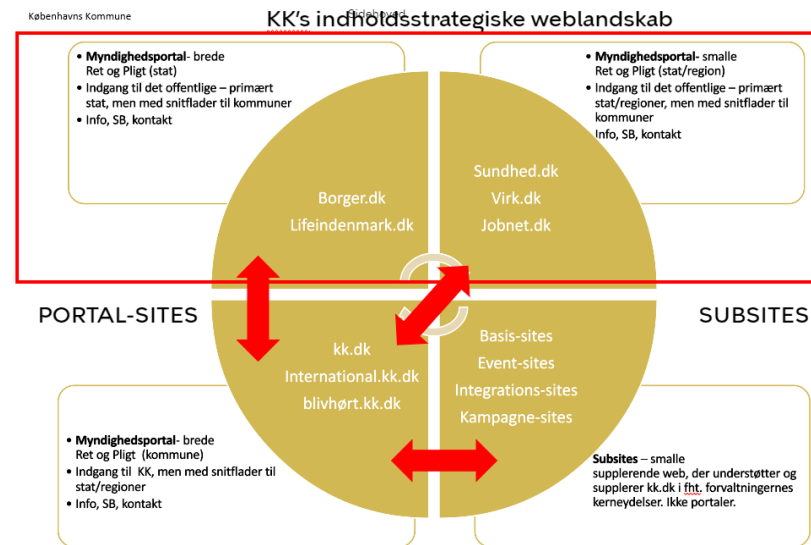 Københavns Kommune
Sidehoved
KK's indholdsstrategiske weblandskab
• Myndighedsportal- brede
Ret og Pligt (stat)
• Indgang til det offentlige – primært
stat, men med snitflader til kommuner
• Info, SB, kontakt
• Myndighedsportal- smalle
Ret og Pligt (stat/region)
• Indgang til det offentlige – primært
stat/regioner, men med snitflader til
kommuner
Info, SB, kontakt
Borger.dk
Lifeindenmark.dk
Sundhed.dk
Virk.dk
Jobnet.dk
PORTAL-SITES
SUBSITES
kk.dk
International.kk.dk
blivhørt.kk.dk
Basis-sites
Event-sites
Integrations-sites
Kampagne-sites
• Myndighedsportal- brede
Ret og Pligt (kommune)
• Indgang til KK, men med snitflader til
stat/regioner
• Info, SB, kontakt
Subsites – smalle
supplerende web, der understøtter og
supplerer kk.dk i fht. forvaltningernes
kerneydelser. Ikke portaler.